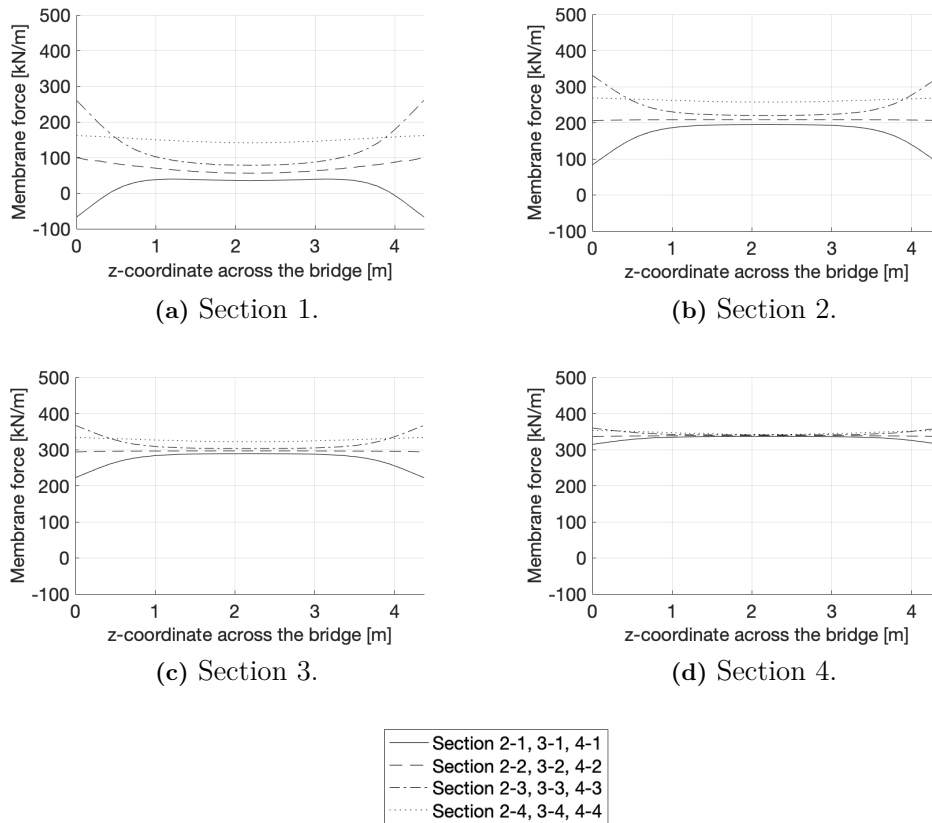 500
400
300
200
100
0
-100
Membrane force [kN/m]
0 1 2 3 4
z-coordinate across the bridge [m]
(a) Section 1.
500
400
300
200
100
0
-100
Membrane force [kN/m]
0 1 2 3 4
z-coordinate across the bridge [m]
(b) Section 2.
500
400
300
200
100
0
-100
Membrane force [kN/m]
0 1 2 3 4
z-coordinate across the bridge [m]
(c) Section 3.
500
400
300
200
100
0
-100
Membrane force [kN/m]
0 1 2 3 4
z-coordinate across the bridge [m]
(d) Section 4.
Section 2-1, 3-1, 4-1
Section 2-2, 3-2, 4-2
Section 2-3, 3-3, 4-3
Section 2-4, 3-4, 4-4